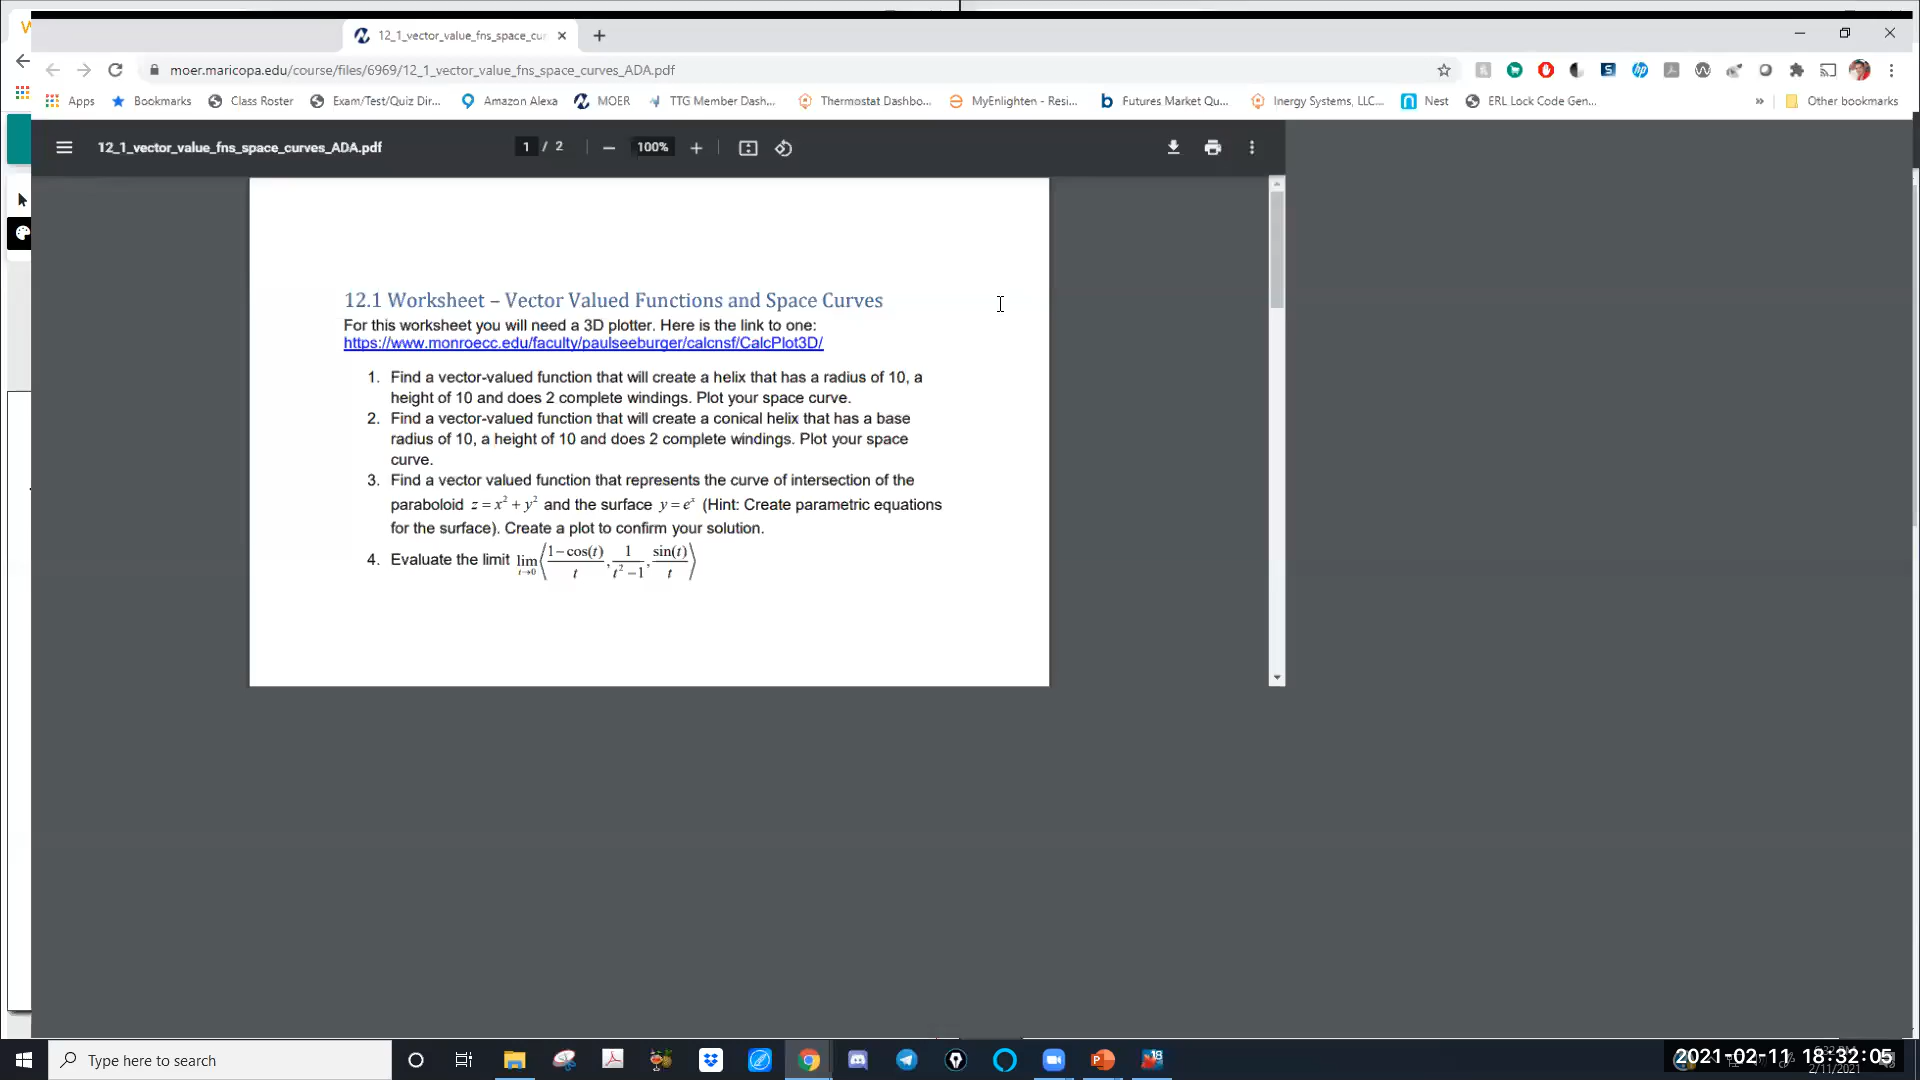 12_1_vector_value_fns_space_cur
moer.maricopa.edu/course/files/6969/12_1_vector_value_fns_space_curves_ADA.pdf
Apps Bookmarks Class Roster Exam/Test/Quiz Dir... Amazon Alexa MOER TTG Member Dash... Thermostat Dashbo... MyEnlighten - Resi... Futures Market Qu... Inergy Systems, LLC... Nest ERL Lock Code Gen... » Other bookmarks
12_1_vector_value_fns_space_curves_ADA.pdf 1 / 2 100%
12.1 Worksheet – Vector Valued Functions and Space Curves
For this worksheet you will need a 3D plotter. Here is the link to one:
https://www.monroecc.edu/faculty/paulseeburger/calcnsf/CalcPlot3D/
1. Find a vector-valued function that will create a helix that has a radius of 10, a
height of 10 and does 2 complete windings. Plot your space curve.
2. Find a vector-valued function that will create a conical helix that has a base
radius of 10, a height of 10 and does 2 complete windings. Plot your space
curve.
3. Find a vector valued function that represents the curve of intersection of the
paraboloid z = x² + y² and the surface y = eˣ (Hint: Create parametric equations
for the surface). Create a plot to confirm your solution.
4. Evaluate the limit lim t→0 ⟨(1−cos(t))/t, 1/(t²−1), sin(t)/t⟩
Type here to search
18
2021-02-11 18:32:05
2/11/2021